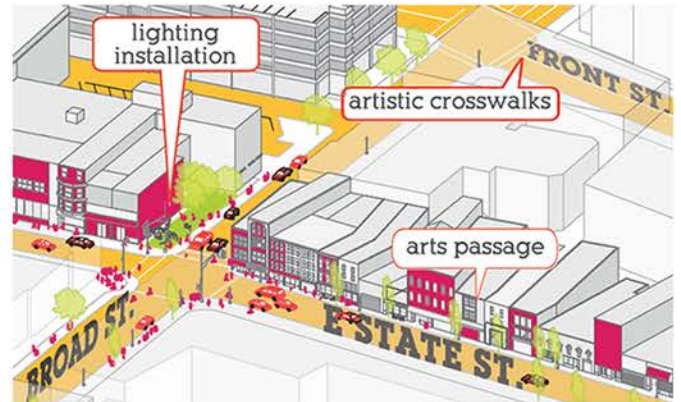 lighting
installation
FRONT ST.
artistic crosswalks
arts passage
BROAD ST.
E STATE ST.